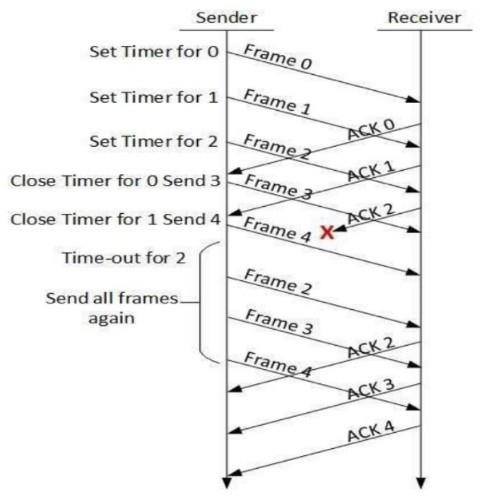 Sender
Receiver
Set Timer for 0
Frame 0
Set Timer for 1
Frame 1
ACK 0
Set Timer for 2
Frame 2
ACK 1
Close Timer for 0 Send 3
Frame 3
ACK 2
Close Timer for 1 Send 4
Frame 4
X
Time-out for 2
Send all frames
again
Frame 2
Frame 3
ACK 2
Frame 4
ACK 3
ACK 4